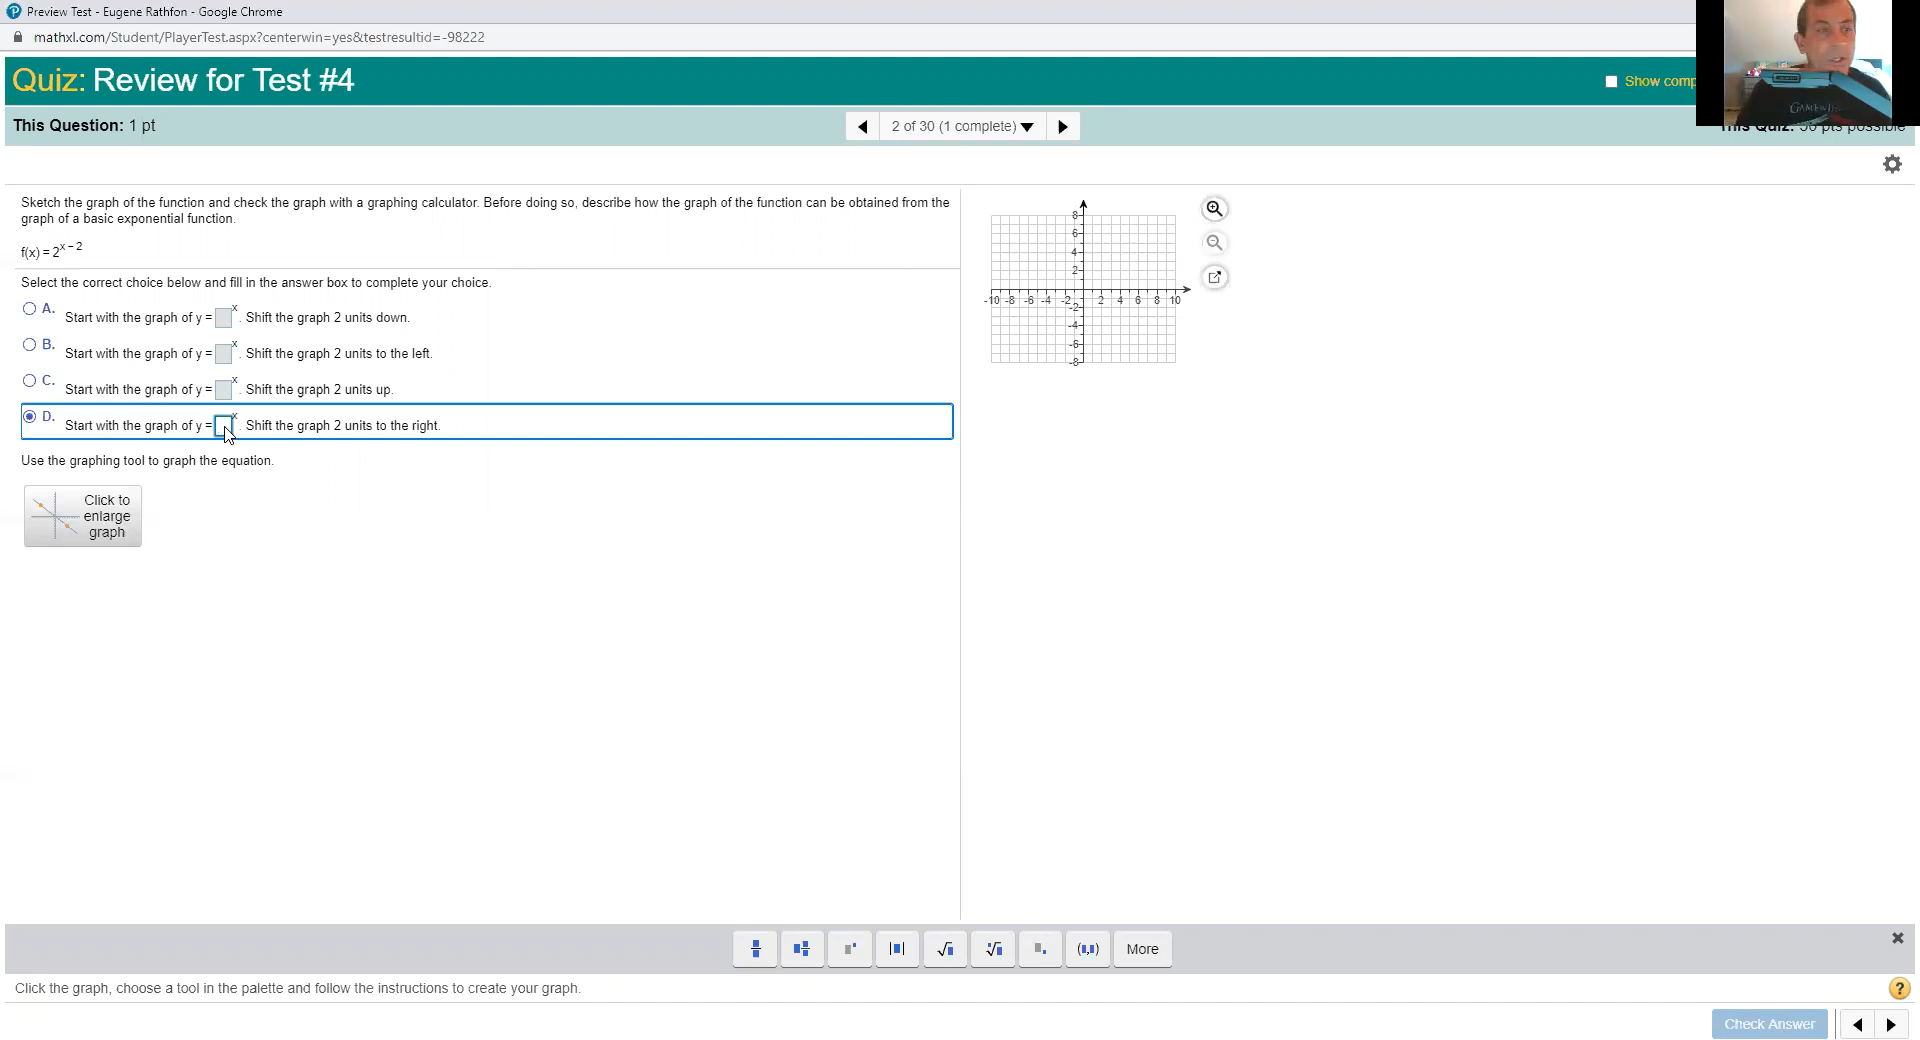 Preview Test - Eugene Rathfon - Google Chrome
mathxl.com/Student/PlayerTest.aspx?centerwin=yes&testresultid=-98222
Quiz: Review for Test #4
Show comp
This Question: 1 pt
2 of 30 (1 complete)
This Quiz: 30 pts possible
Sketch the graph of the function and check the graph with a graphing calculator. Before doing so, describe how the graph of the function can be obtained from the
graph of a basic exponential function.
f(x) = 2^x − 2
Select the correct choice below and fill in the answer box to complete your choice.
A. Start with the graph of y = x. Shift the graph 2 units down.
B. Start with the graph of y = x. Shift the graph 2 units to the left.
C. Start with the graph of y = x. Shift the graph 2 units up.
D. Start with the graph of y = x. Shift the graph 2 units to the right.
Use the graphing tool to graph the equation.
Click to
enlarge
graph
8
6
4
2
-10 -8 -6 -4 -2 2 4 6 8 10
-2
-4
-6
-8
More
Click the graph, choose a tool in the palette and follow the instructions to create your graph.
?
Check Answer